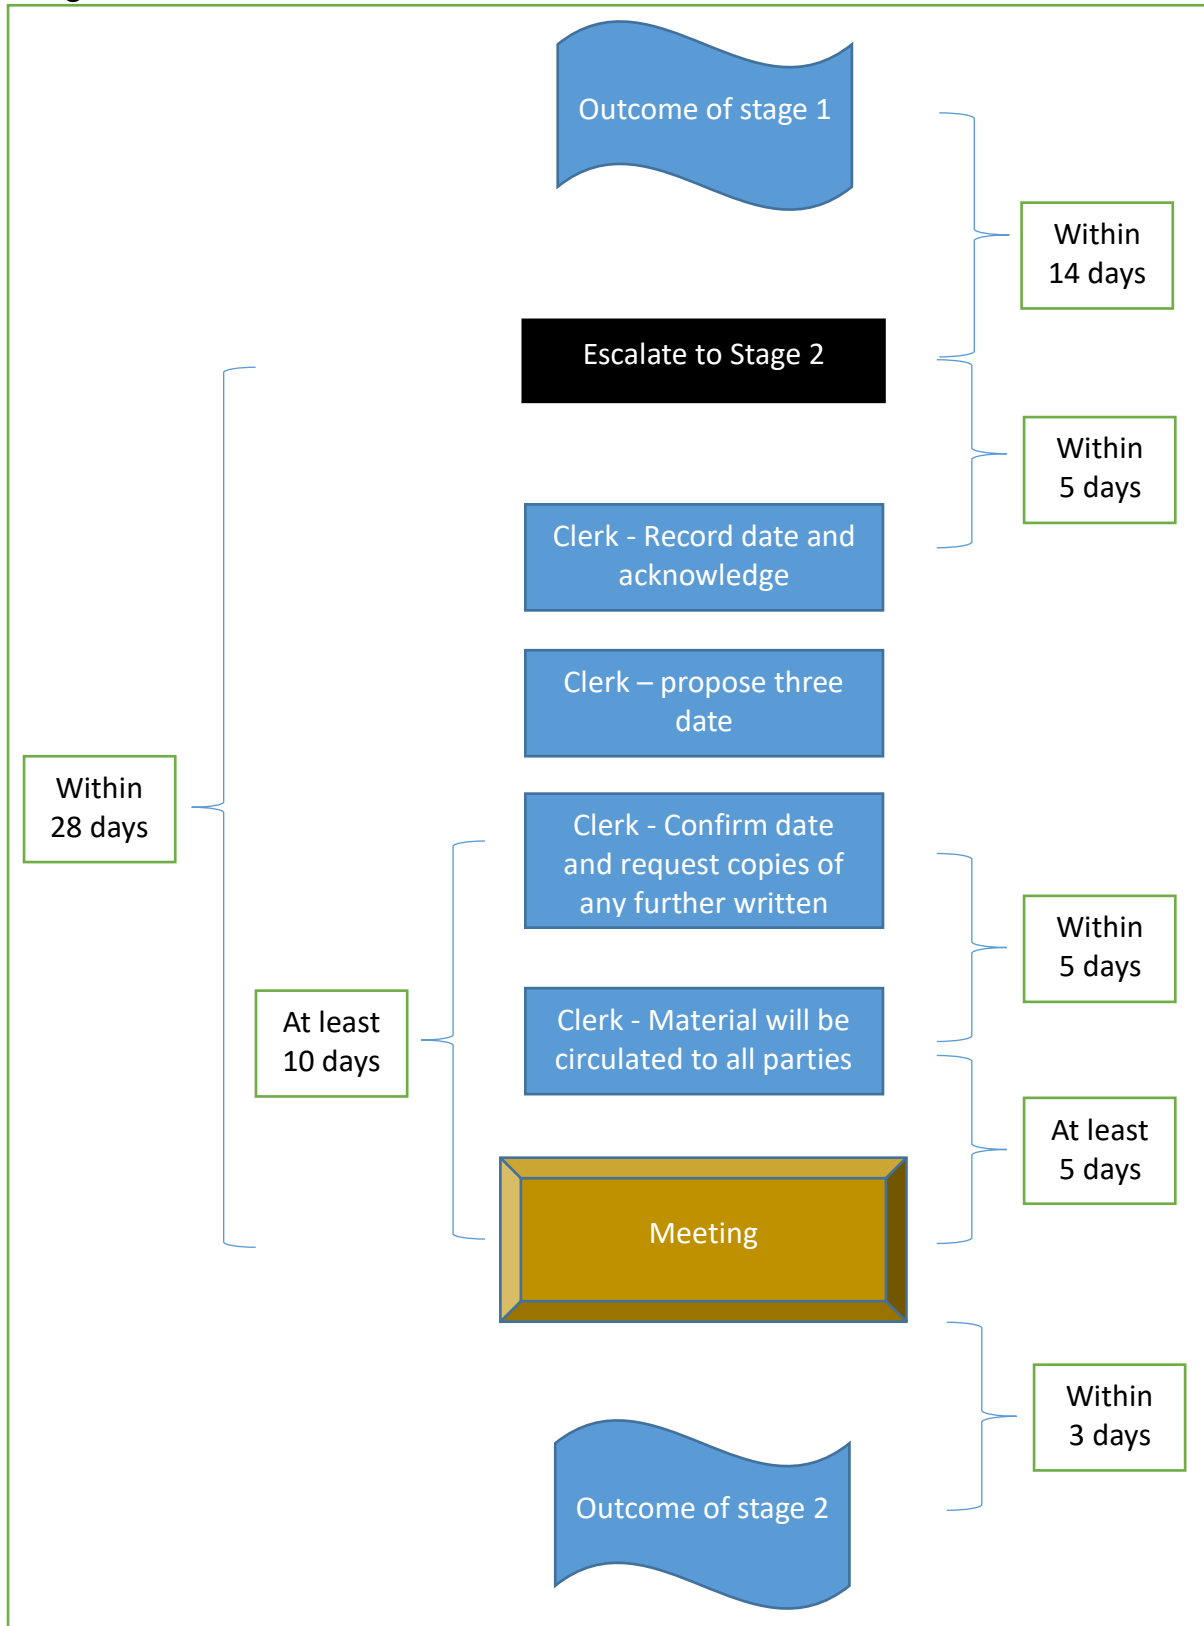 Outcome of stage 1
Within
14 days
Escalate to Stage 2
Within
5 days
Clerk - Record date and
acknowledge
Clerk – propose three
date
Within
28 days
Clerk - Confirm date
and request copies of
any further written
Within
5 days
At least
10 days
Clerk - Material will be
circulated to all parties
At least
5 days
Meeting
Within
3 days
Outcome of stage 2